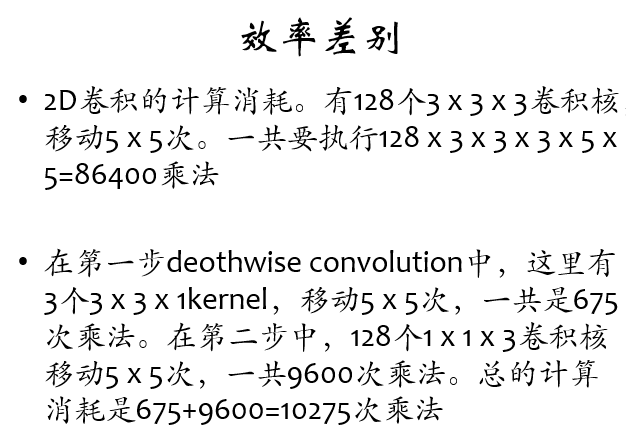 效率差别
• 2D卷积的计算消耗。有128个3 x 3 x 3卷积核
移动5 x 5次。一共要执行128 x 3 x 3 x 3 x 5 x
5=86400乘法
• 在第一步deothwise convolution中，这里有
3个3 x 3 x 1kernel，移动5 x 5次，一共是675
次乘法。在第二步中，128个1 x 1 x 3卷积核
移动5 x 5次，一共9600次乘法。总的计算
消耗是675+9600=10275次乘法